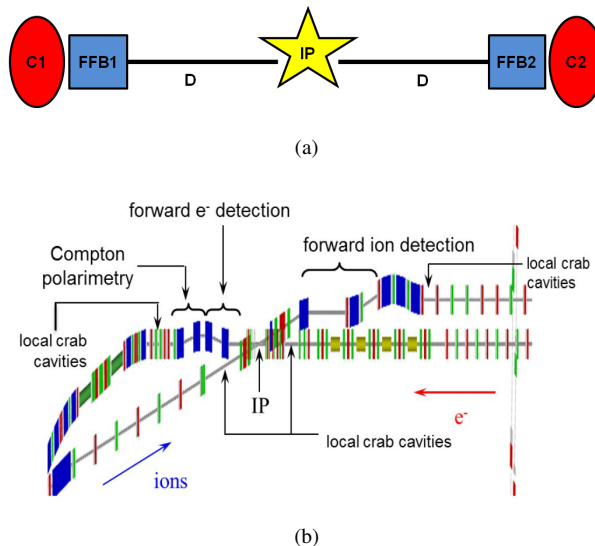 C1
FFB1
D
IP
D
FFB2
C2
(a)
forward e- detection
Compton
polarimetry
forward ion detection
local crab
cavities
local crab
cavities
IP
e-
local crab cavities
ions
(b)